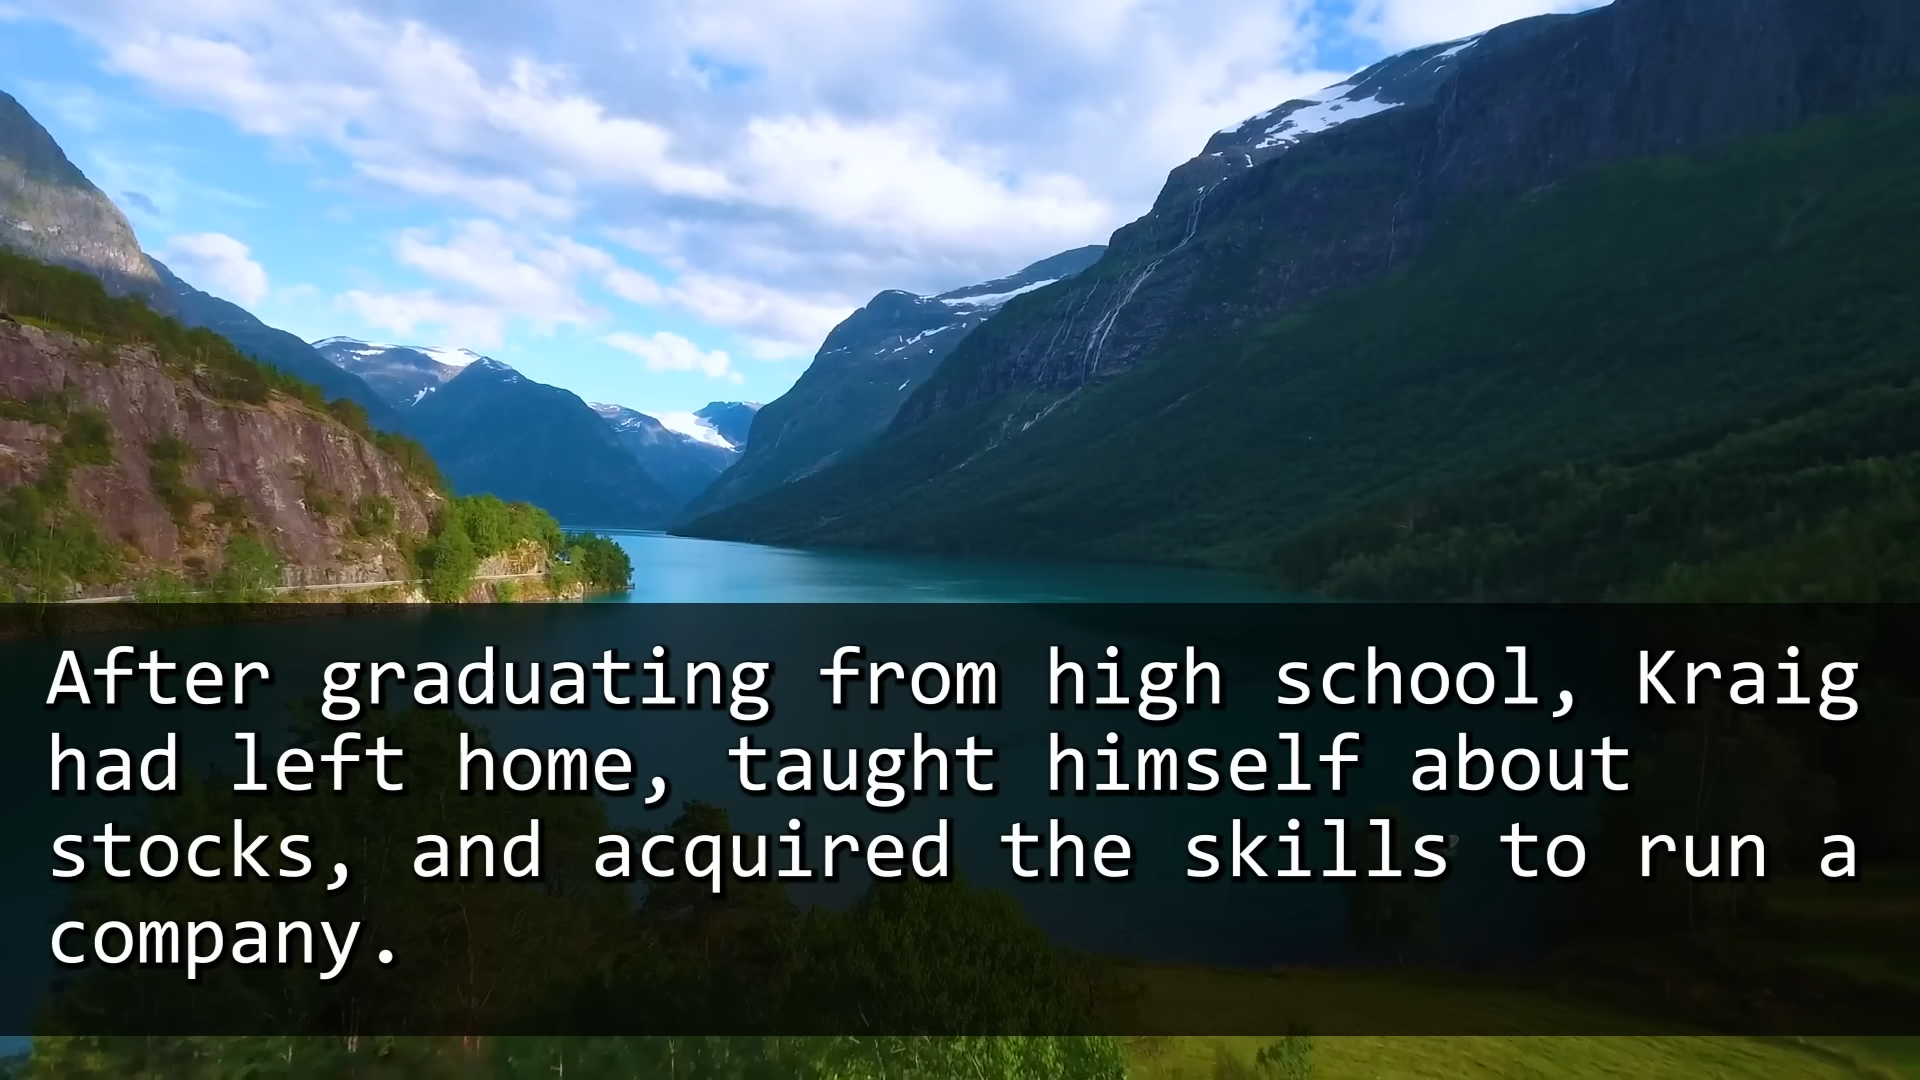 After graduating from high school, Kraig
had left home, taught himself about
stocks, and acquired the skills to run a
company.